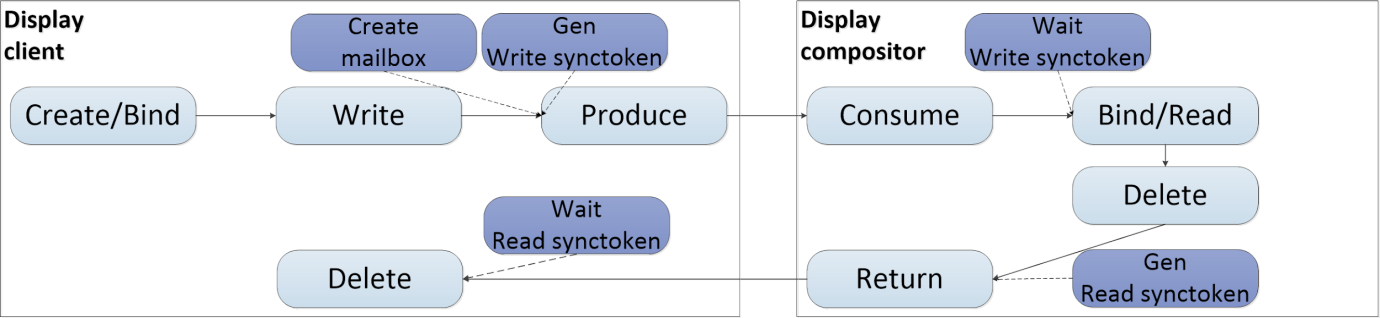 Display
client
Create
mailbox
Gen
Write synctoken
Create/Bind
Write
Produce
Wait
Read synctoken
Delete
Display
compositor
Wait
Write synctoken
Consume
Bind/Read
Delete
Return
Gen
Read synctoken